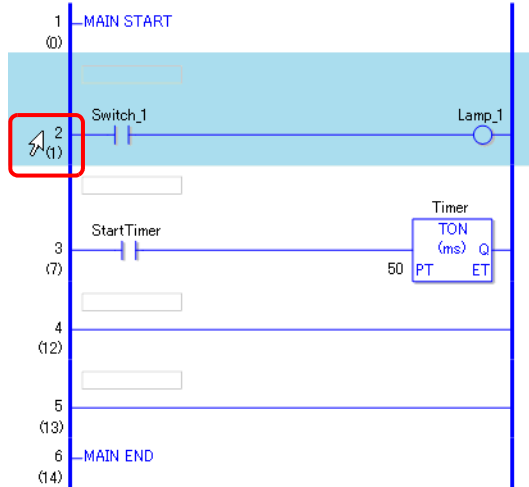 1 MAIN START
(0)
Switch_1 Lamp_1
2
(1)
Timer
StartTimer TON
3 (ms) Q
(7) 50 PT ET
4
(12)
5
(13)
6 MAIN END
(14)